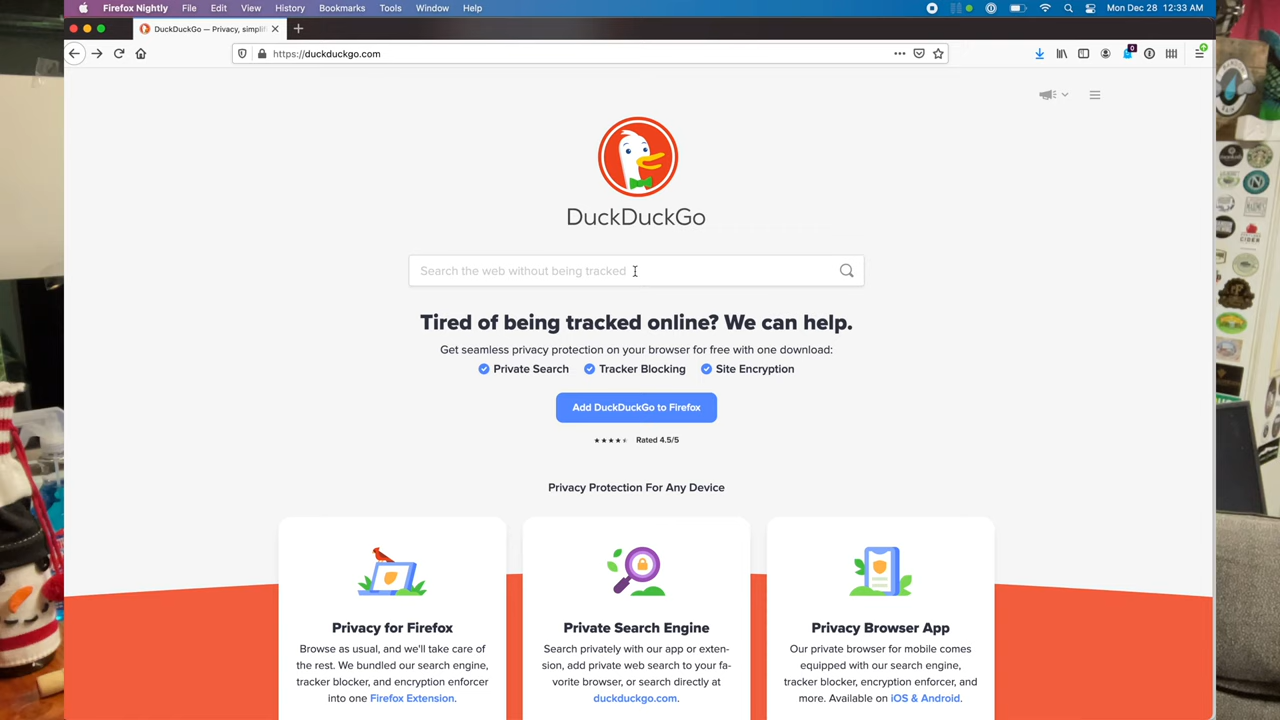 Firefox Nightly File Edit View History Bookmarks Tools Window Help Mon Dec 28 12:33 AM
DuckDuckGo — Privacy, simplifi
https://duckduckgo.com
0
DuckDuckGo
Search the web without being tracked
Tired of being tracked online? We can help.
Get seamless privacy protection on your browser for free with one download:
Private Search Tracker Blocking Site Encryption
Add DuckDuckGo to Firefox
Rated 4.5/5
Privacy Protection For Any Device
Privacy for Firefox
Browse as usual, and we'll take care of
the rest. We bundled our search engine,
tracker blocker, and encryption enforcer
into one Firefox Extension.
Private Search Engine
Search privately with our app or exten-
sion, add private web search to your fa-
vorite browser, or search directly at
duckduckgo.com.
Privacy Browser App
Our private browser for mobile comes
equipped with our search engine,
tracker blocker, encryption enforcer, and
more. Available on iOS & Android.